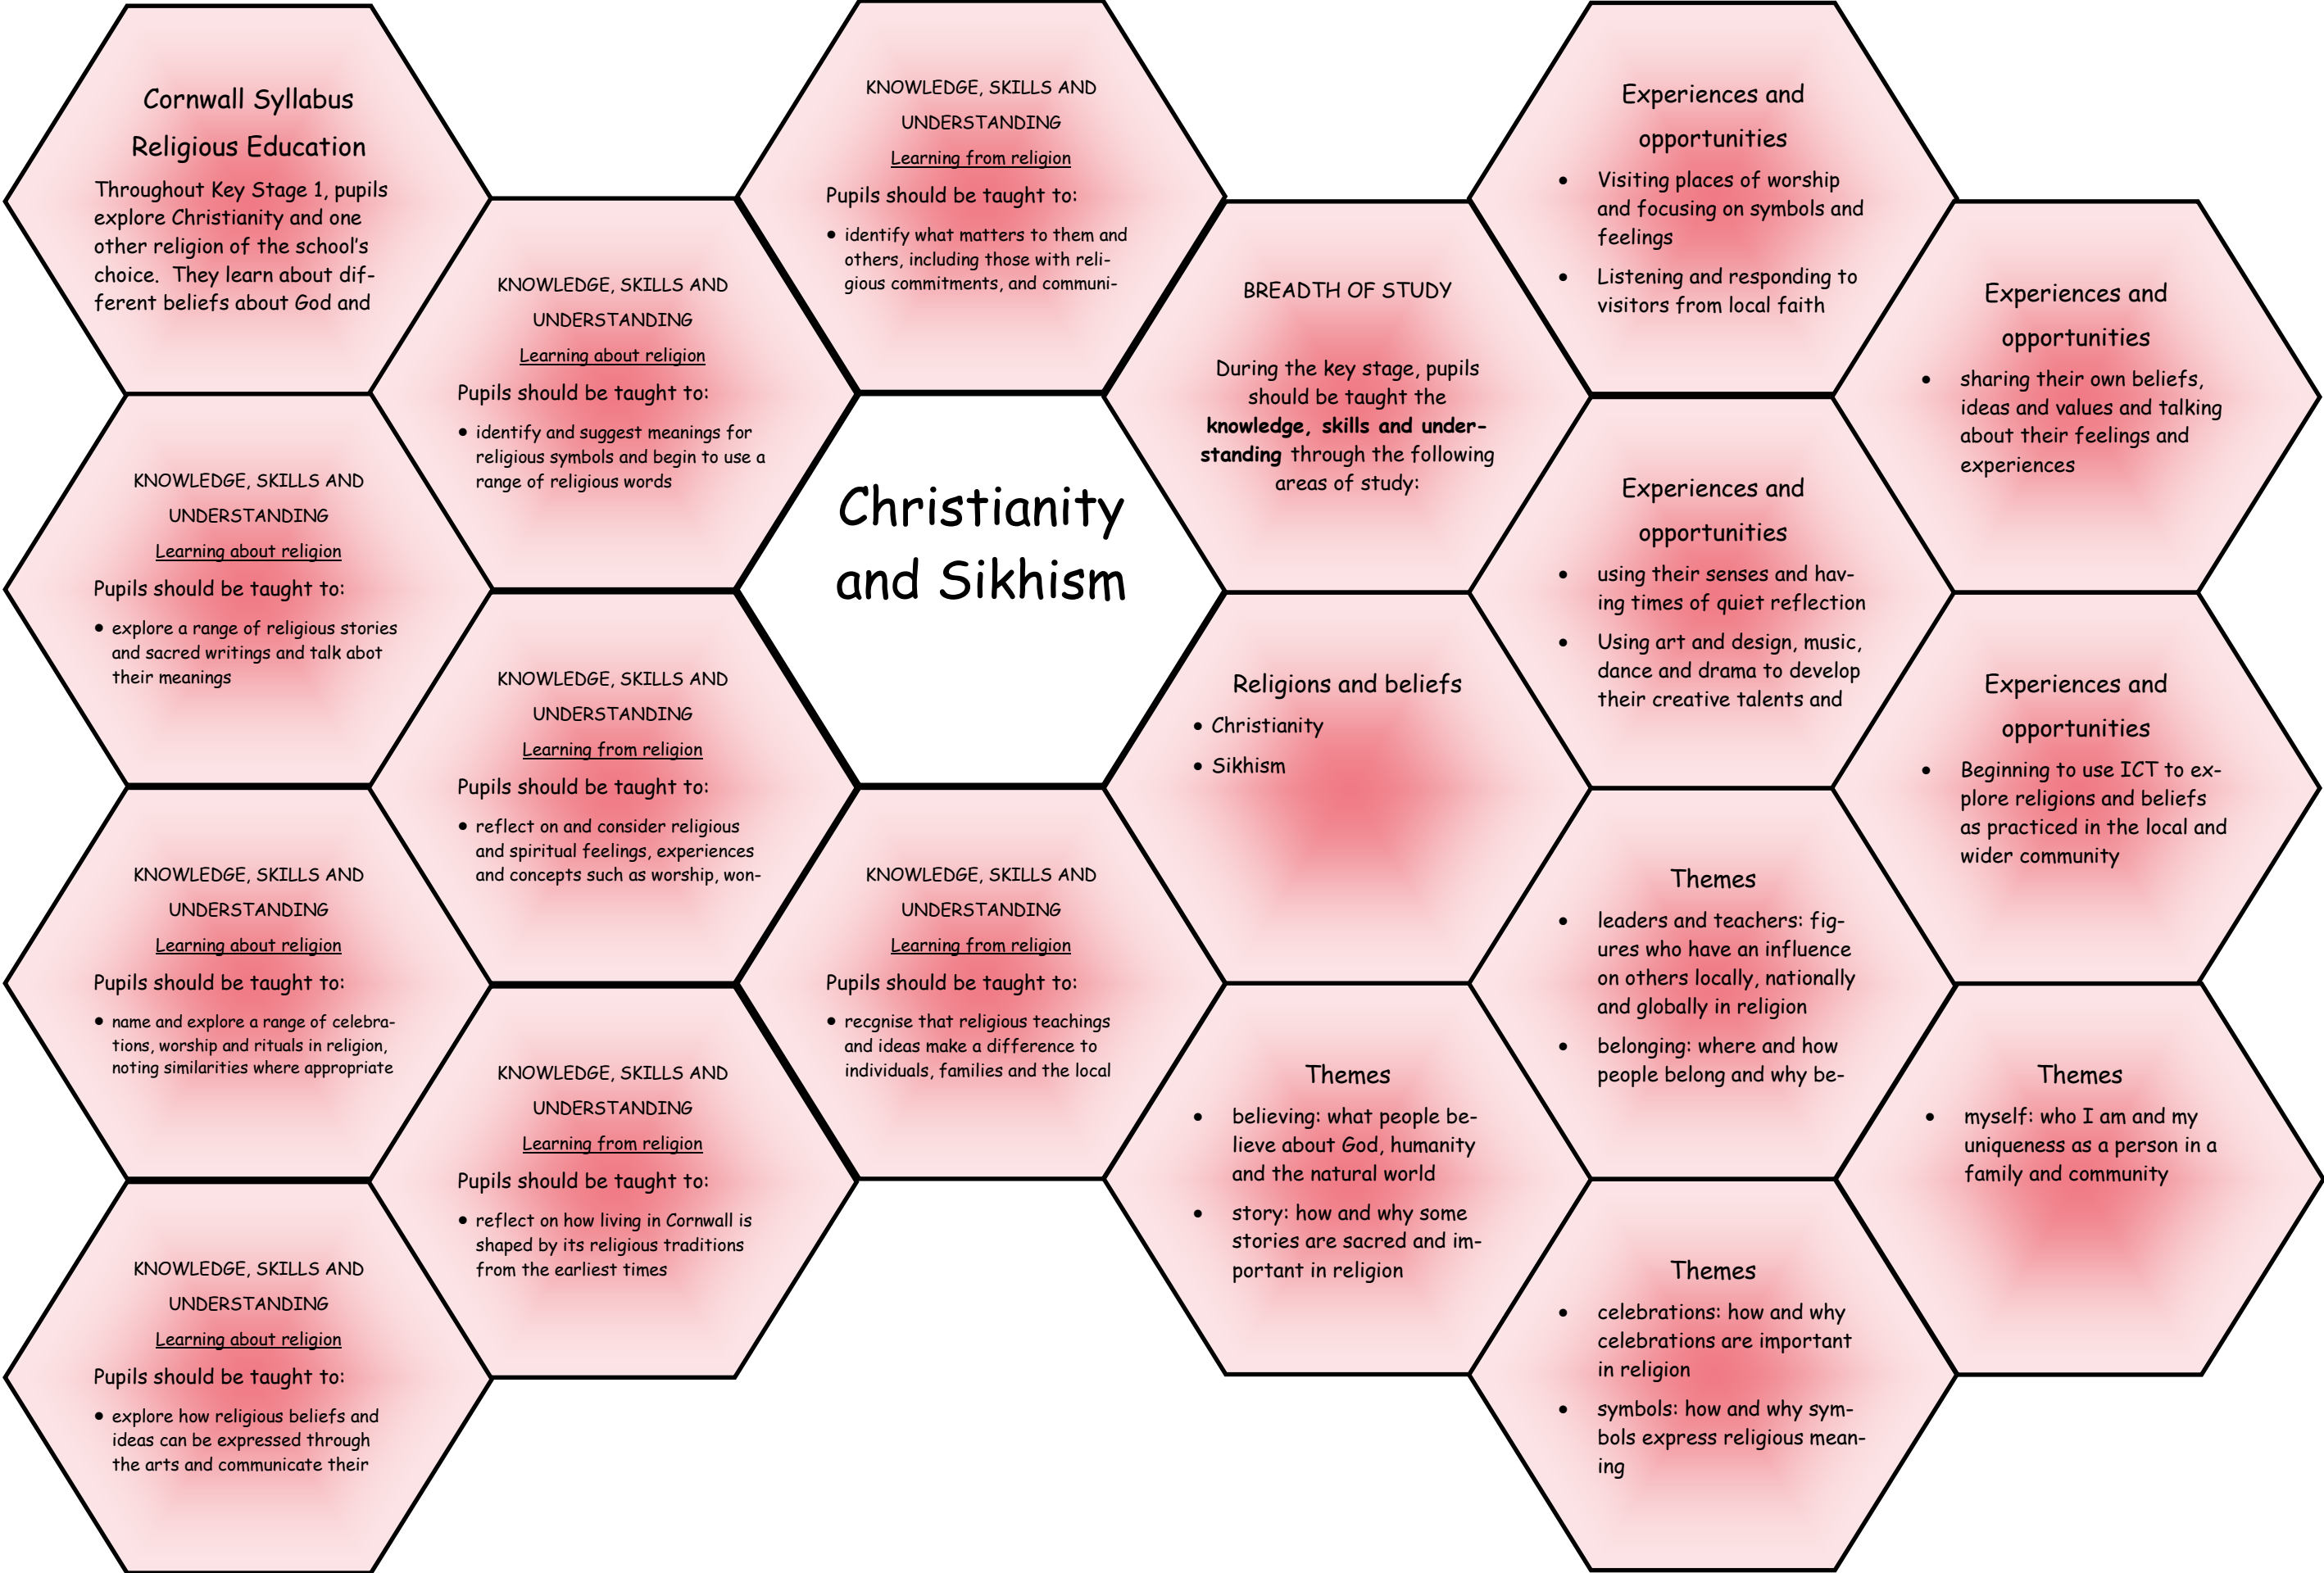 Cornwall Syllabus
Religious Education
Throughout Key Stage 1, pupils
explore Christianity and one
other religion of the school's
choice.  They learn about dif-
ferent beliefs about God and
KNOWLEDGE, SKILLS AND
UNDERSTANDING
Learning about religion
Pupils should be taught to:
• explore a range of religious stories
and sacred writings and talk abot
their meanings
KNOWLEDGE, SKILLS AND
UNDERSTANDING
Learning about religion
Pupils should be taught to:
• name and explore a range of celebra-
tions, worship and rituals in religion,
noting similarities where appropriate
KNOWLEDGE, SKILLS AND
UNDERSTANDING
Learning about religion
Pupils should be taught to:
• explore how religious beliefs and
ideas can be expressed through
the arts and communicate their
KNOWLEDGE, SKILLS AND
UNDERSTANDING
Learning about religion
Pupils should be taught to:
• identify and suggest meanings for
religious symbols and begin to use a
range of religious words
KNOWLEDGE, SKILLS AND
UNDERSTANDING
Learning from religion
Pupils should be taught to:
• reflect on and consider religious
and spiritual feelings, experiences
and concepts such as worship, won-
KNOWLEDGE, SKILLS AND
UNDERSTANDING
Learning from religion
Pupils should be taught to:
• reflect on how living in Cornwall is
shaped by its religious traditions
from the earliest times
KNOWLEDGE, SKILLS AND
UNDERSTANDING
Learning from religion
Pupils should be taught to:
• identify what matters to them and
others, including those with reli-
gious commitments, and communi-
Christianity
and Sikhism
KNOWLEDGE, SKILLS AND
UNDERSTANDING
Learning from religion
Pupils should be taught to:
• recgnise that religious teachings
and ideas make a difference to
individuals, families and the local
BREADTH OF STUDY
During the key stage, pupils
should be taught the
knowledge, skills and under-
standing through the following
areas of study:
Religions and beliefs
• Christianity
• Sikhism
Themes
• believing: what people be-
lieve about God, humanity
and the natural world
• story: how and why some
stories are sacred and im-
portant in religion
Experiences and
opportunities
• Visiting places of worship
and focusing on symbols and
feelings
• Listening and responding to
visitors from local faith
Experiences and
opportunities
• using their senses and hav-
ing times of quiet reflection
• Using art and design, music,
dance and drama to develop
their creative talents and
Themes
• leaders and teachers: fig-
ures who have an influence
on others locally, nationally
and globally in religion
• belonging: where and how
people belong and why be-
Themes
• celebrations: how and why
celebrations are important
in religion
• symbols: how and why sym-
bols express religious mean-
ing
Experiences and
opportunities
• sharing their own beliefs,
ideas and values and talking
about their feelings and
experiences
Experiences and
opportunities
• Beginning to use ICT to ex-
plore religions and beliefs
as practiced in the local and
wider community
Themes
• myself: who I am and my
uniqueness as a person in a
family and community